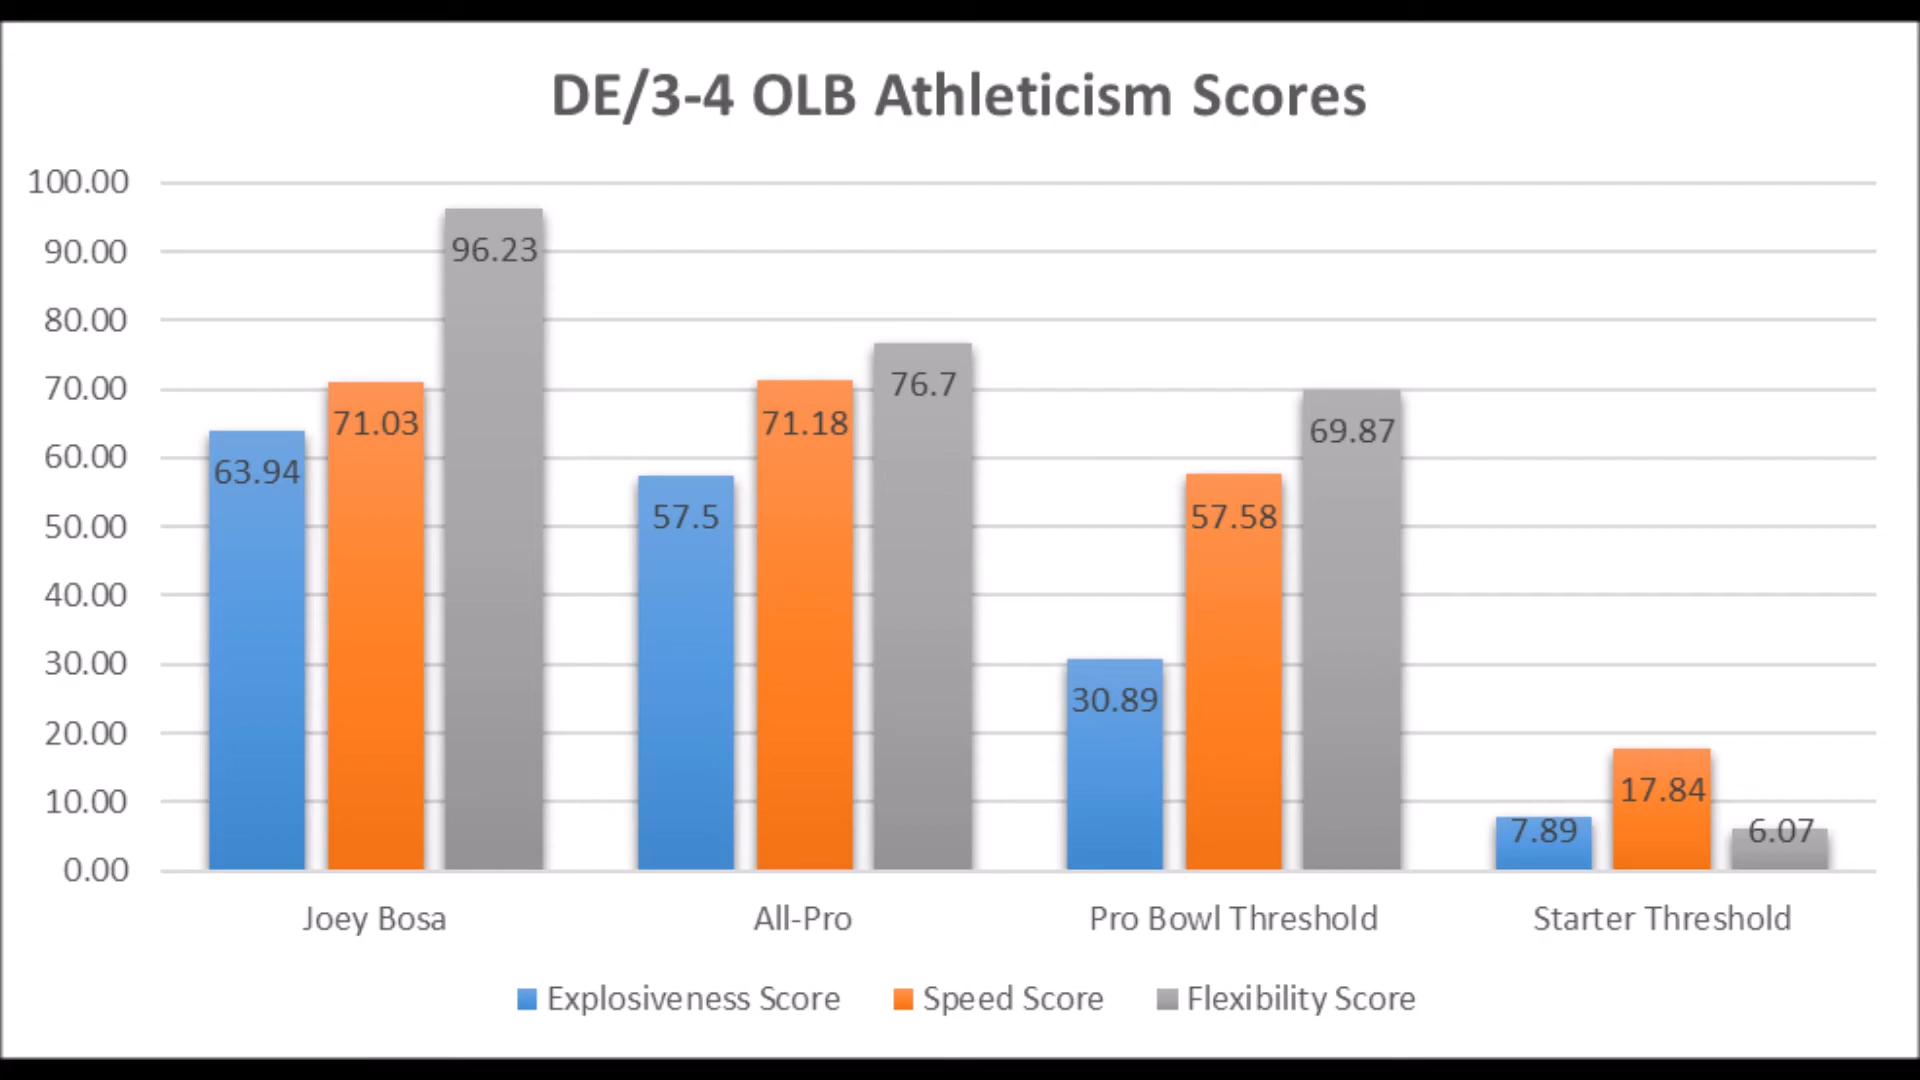 DE/3-4 OLB Athleticism Scores
100.00
90.00
80.00
70.00
60.00
50.00
40.00
30.00
20.00
10.00
0.00
63.94
71.03
96.23
57.5
71.18
76.7
30.89
57.58
69.87
7.89
17.84
6.07
Joey Bosa
All-Pro
Pro Bowl Threshold
Starter Threshold
Explosiveness Score
Speed Score
Flexibility Score